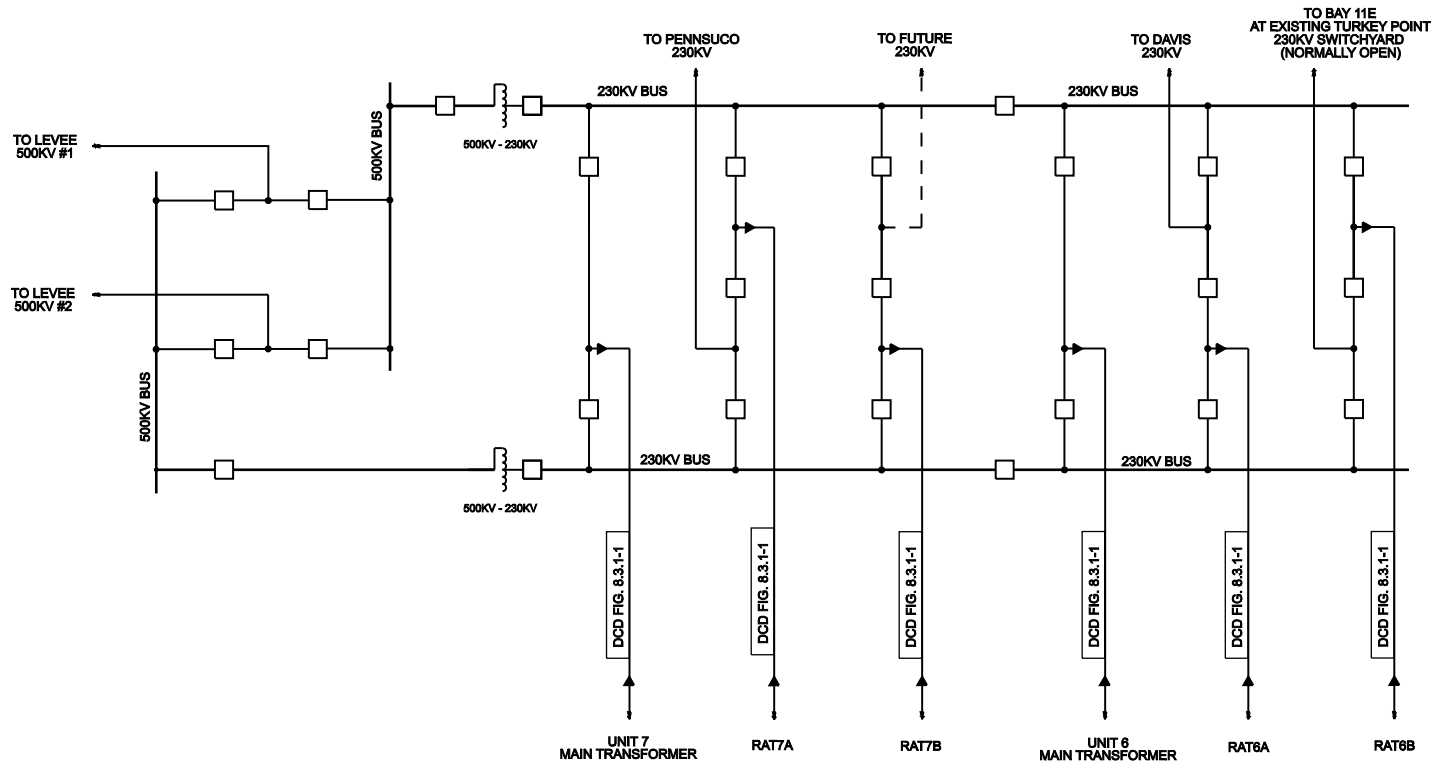 TO BAY 11E
AT EXISTING TURKEY POINT
230KV SWITCHYARD
(NORMALLY OPEN)
TO PENNSUCO
230KV
TO FUTURE
230KV
TO DAVIS
230KV
230KV BUS
230KV BUS
500KV BUS
TO LEVEE
500KV #1
500KV - 230KV
TO LEVEE
500KV #2
500KV BUS
230KV BUS
230KV BUS
500KV - 230KV
DCD FIG. 8.3.1-1
DCD FIG. 8.3.1-1
DCD FIG. 8.3.1-1
DCD FIG. 8.3.1-1
DCD FIG. 8.3.1-1
DCD FIG. 8.3.1-1
UNIT 7
MAIN TRANSFORMER
RAT7A
RAT7B
UNIT 6
MAIN TRANSFORMER
RAT6A
RAT6B